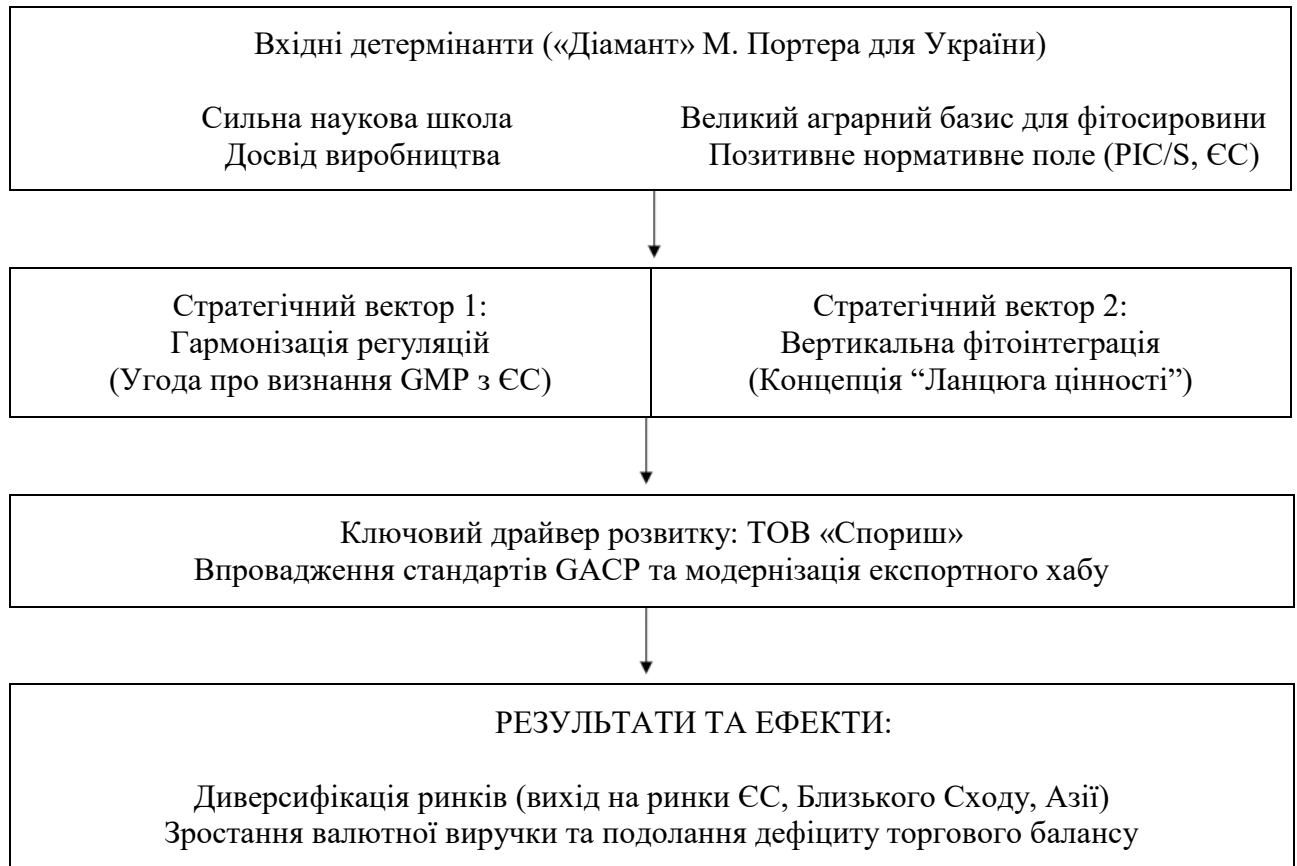 Вхідні детермінанти («Діамант» М. Портера для України)
Сильна наукова школа
Досвід виробництва
Великий аграрний базис для фітосировини
Позитивне нормативне поле (PIC/S, ЄС)
Стратегічний вектор 1:
Гармонізація регуляцій
(Угода про визнання GMP з ЄС)
Стратегічний вектор 2:
Вертикальна фітоінтеграція
(Концепція “Ланцюга цінності”)
Ключовий драйвер розвитку: ТОВ «Спориш»
Впровадження стандартів GACP та модернізація експортного хабу
РЕЗУЛЬТАТИ ТА ЕФЕКТИ:
Диверсифікація ринків (вихід на ринки ЄС, Близького Сходу, Азії)
Зростання валютної виручки та подолання дефіциту торгового балансу